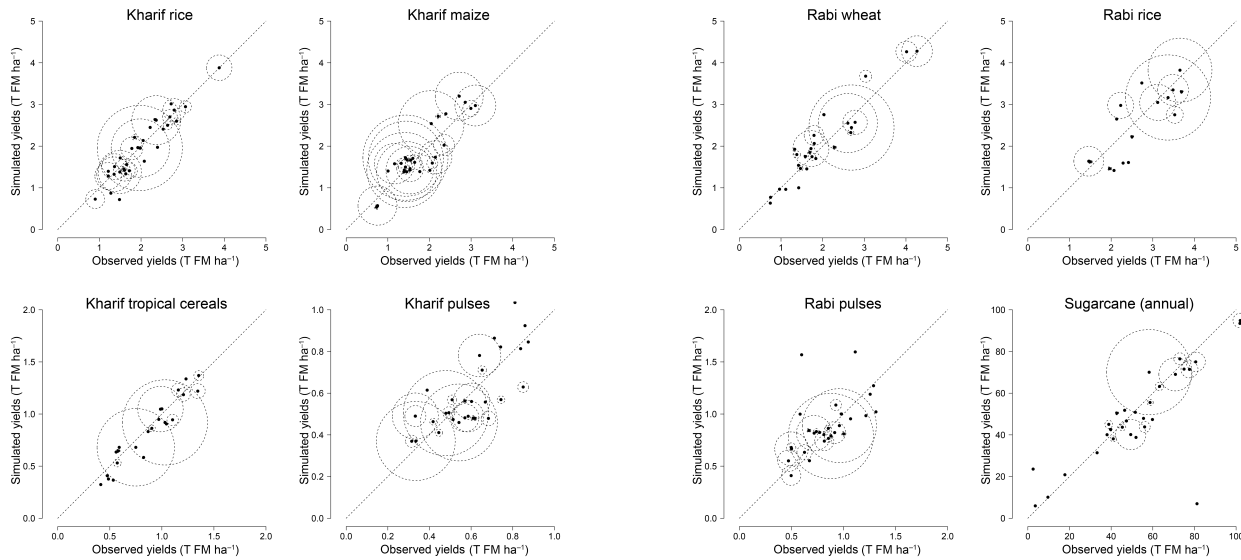 Kharif rice
Kharif maize
Rabi wheat
Rabi rice
Simulated yields (T FM ha⁻¹)
5
4
3
2
1
0
0 1 2 3 4 5
Observed yields (T FM ha⁻¹)
Simulated yields (T FM ha⁻¹)
5
4
3
2
1
0
0 1 2 3 4 5
Observed yields (T FM ha⁻¹)
Simulated yields (T FM ha⁻¹)
5
4
3
2
1
0
0 1 2 3 4 5
Observed yields (T FM ha⁻¹)
Simulated yields (T FM ha⁻¹)
5
4
3
2
1
0
0 1 2 3 4 5
Observed yields (T FM ha⁻¹)
Kharif tropical cereals
Kharif pulses
Rabi pulses
Sugarcane (annual)
Simulated yields (T FM ha⁻¹)
2.0
1.5
1.0
0.5
0.0
0.0 0.5 1.0 1.5 2.0
Observed yields (T FM ha⁻¹)
Simulated yields (T FM ha⁻¹)
1.0
0.8
0.6
0.4
0.2
0.0
0.0 0.2 0.4 0.6 0.8 1.0
Observed yields (T FM ha⁻¹)
Simulated yields (T FM ha⁻¹)
2.0
1.5
1.0
0.5
0.0
0.0 0.5 1.0 1.5 2.0
Observed yields (T FM ha⁻¹)
Simulated yields (T FM ha⁻¹)
100
80
60
40
20
0
0 20 40 60 80 100
Observed yields (T FM ha⁻¹)